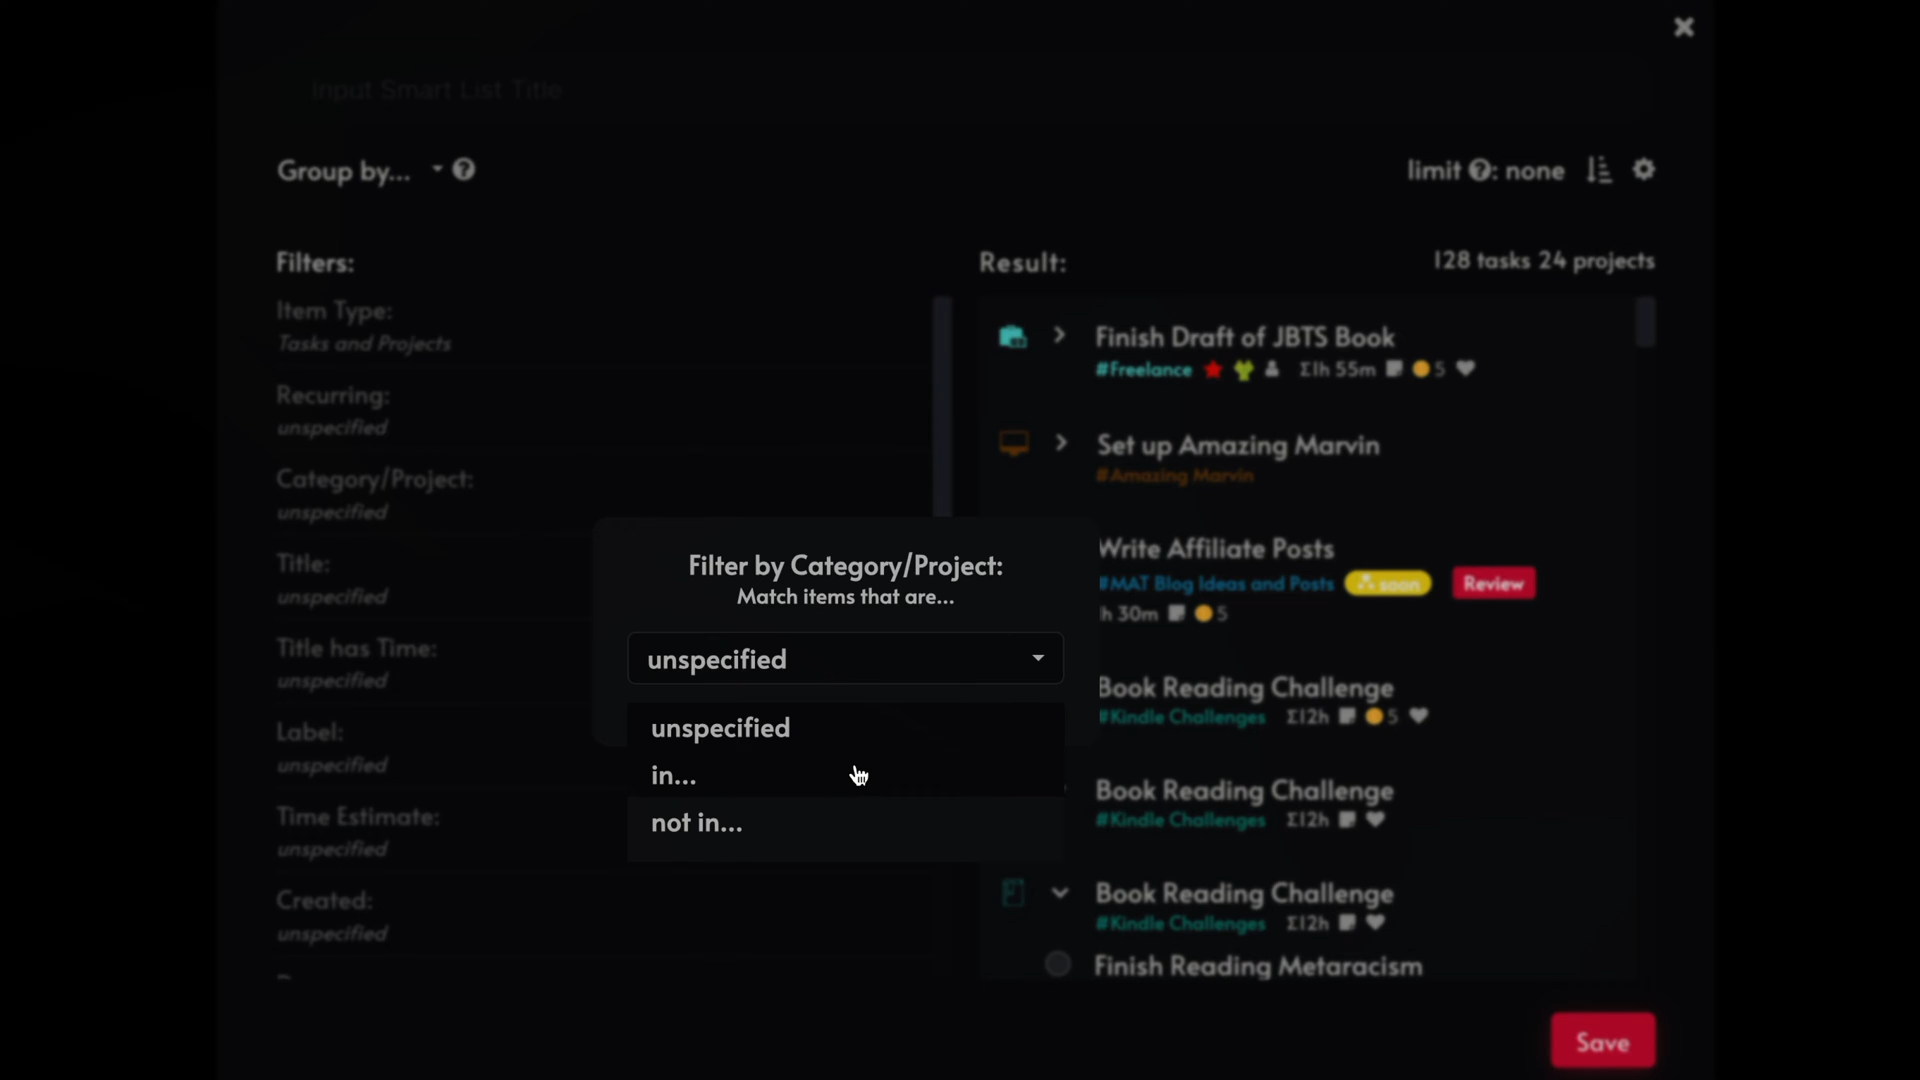 Input Smart List Title
Group by...
limit : none
Filters:
Result:
128 tasks 24 projects
Item Type:
Tasks and Projects
Recurring:
unspecified
Category/Project:
unspecified
Title:
unspecified
Title has Time:
unspecified
Label:
unspecified
Time Estimate:
unspecified
Created:
unspecified
Filter by Category/Project:
Match items that are...
unspecified
unspecified
in...
not in...
Finish Draft of JBTS Book
#Freelance Σ1h 55m 5
Set up Amazing Marvin
#Amazing Marvin
Write Affiliate Posts
#MAT Blog Ideas and Posts soon Review
1h 30m 5
Book Reading Challenge
#Kindle Challenges Σ12h 5
Book Reading Challenge
#Kindle Challenges Σ12h
Book Reading Challenge
#Kindle Challenges Σ12h
Finish Reading Metaracism
Save